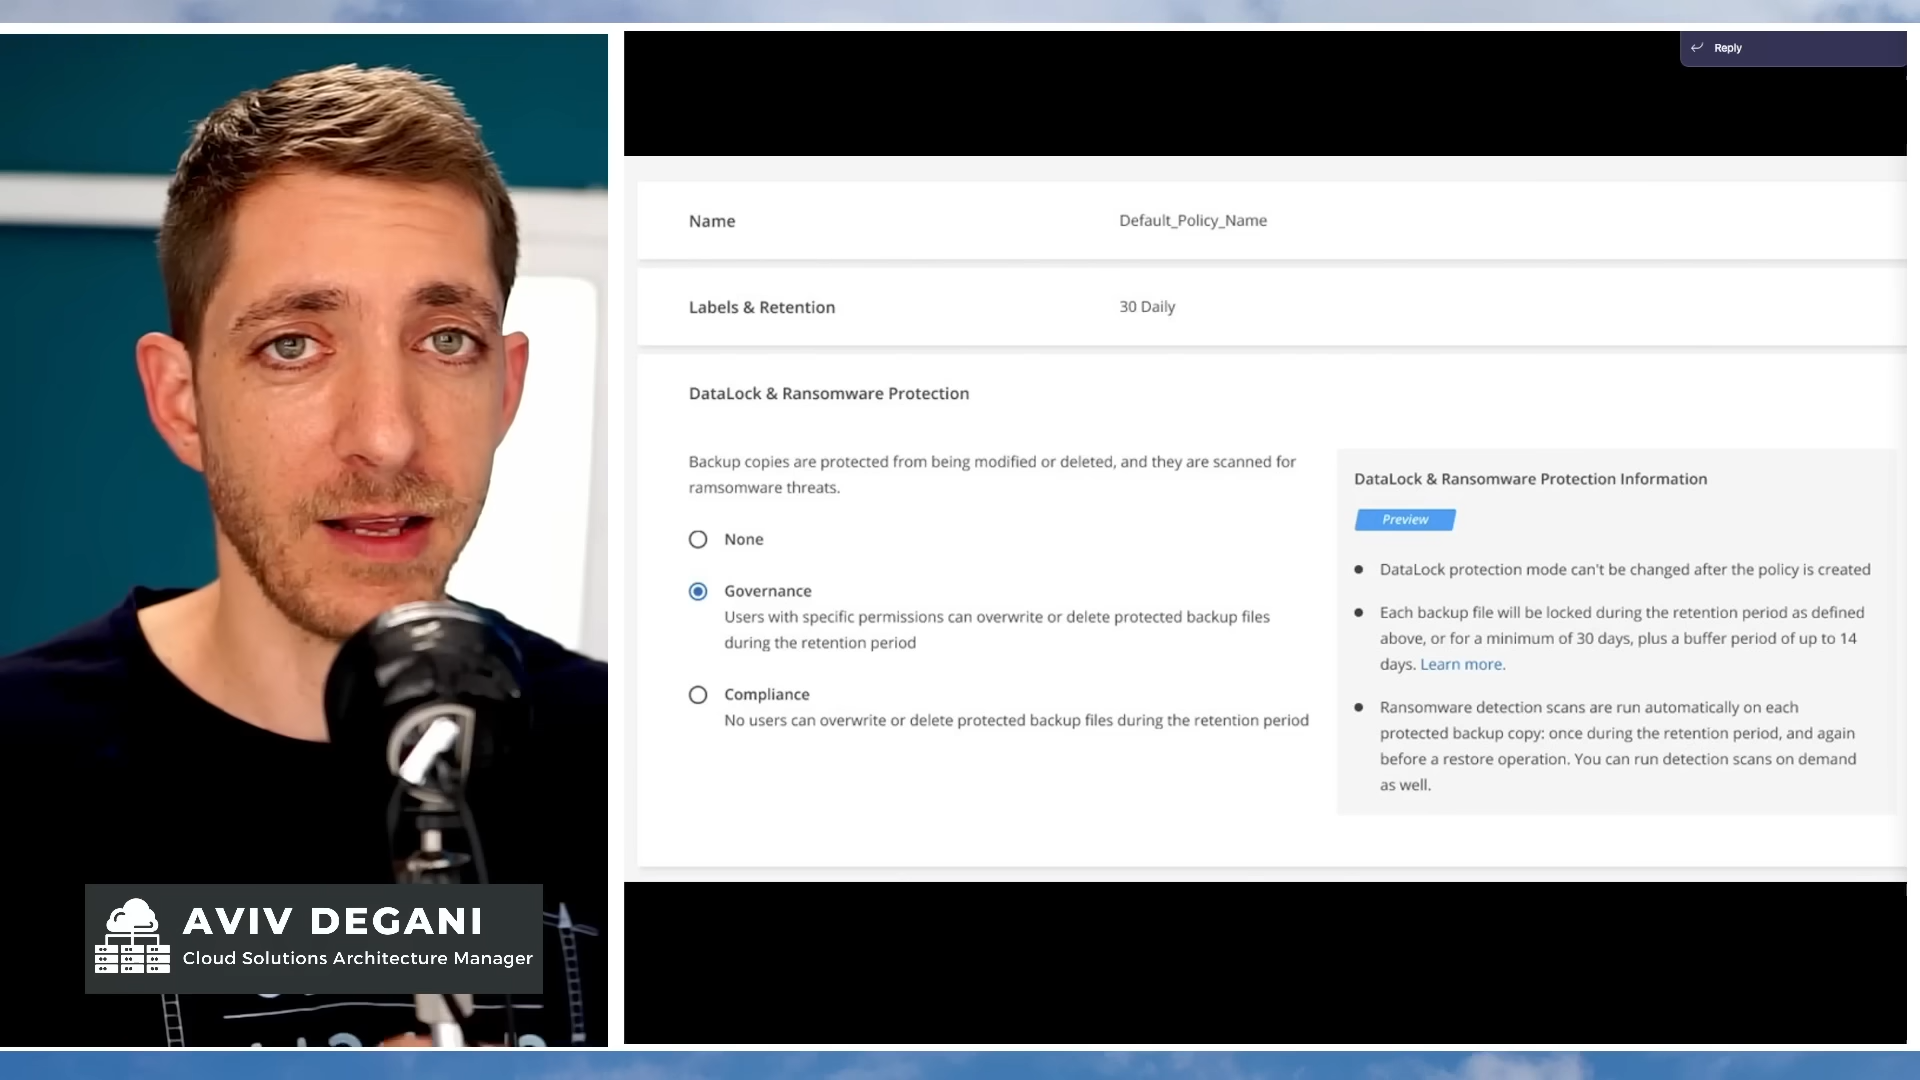 Reply
Name
Default_Policy_Name
Labels & Retention
30 Daily
DataLock & Ransomware Protection
Backup copies are protected from being modified or deleted, and they are scanned for
ramsomware threats.
None
Governance
Users with specific permissions can overwrite or delete protected backup files
during the retention period
Compliance
No users can overwrite or delete protected backup files during the retention period
DataLock & Ransomware Protection Information
Preview
DataLock protection mode can't be changed after the policy is created
Each backup file will be locked during the retention period as defined
above, or for a minimum of 30 days, plus a buffer period of up to 14
days. Learn more.
Ransomware detection scans are run automatically on each
protected backup copy: once during the retention period, and again
before a restore operation. You can run detection scans on demand
as well.
AVIV DEGANI
Cloud Solutions Architecture Manager